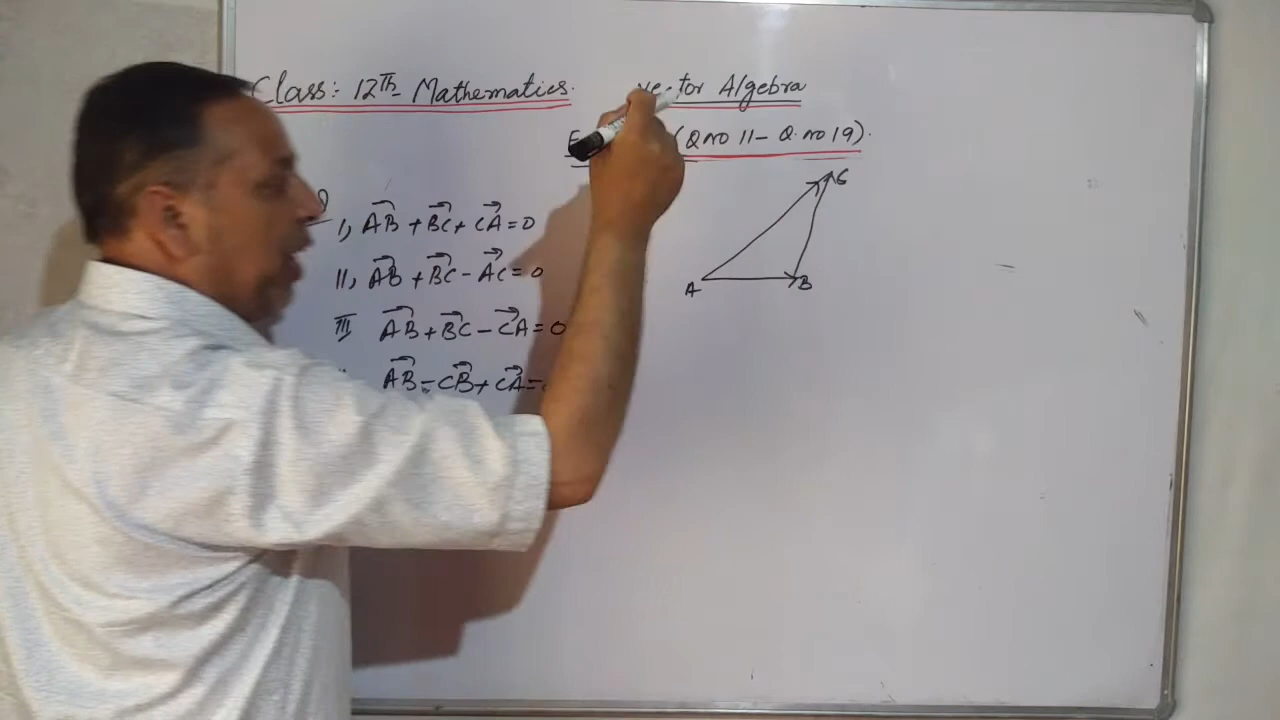 Class: 12Th Mathematics. Vector Algebra
(Q no 11 - Q. no 19).
I, AB + BC + CA = 0
II, AB + BC - AC = 0
III AB + BC - CA = 0
AB - CB + CA =
A B C